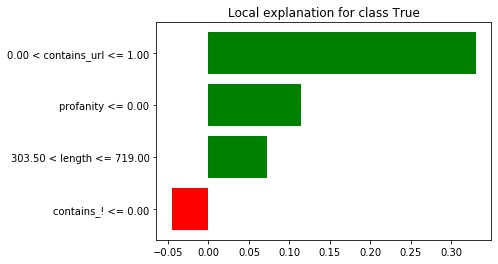 Local explanation for class True
0.00 < contains_url <= 1.00
profanity <= 0.00
303.50 < length <= 719.00
contains_! <= 0.00
−0.05 0.00 0.05 0.10 0.15 0.20 0.25 0.30